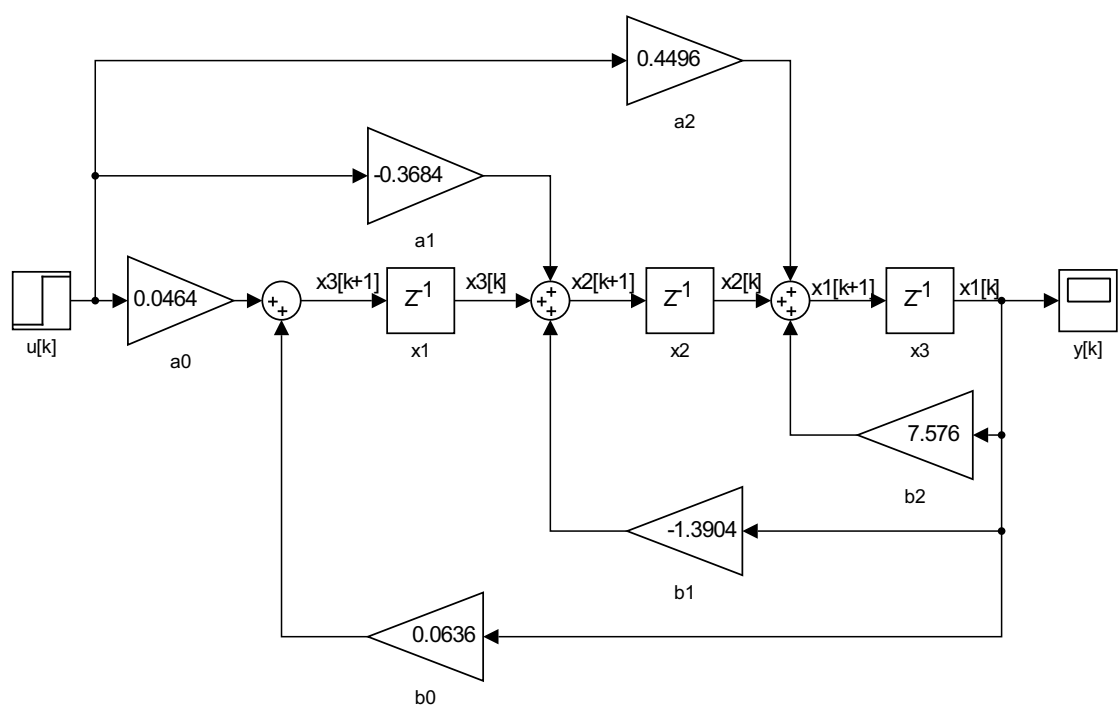 0.4496
a2
-0.3684
a1
u[k]
0.0464
a0
+
+
x3[k+1]
Z-1
x1
x3[k]
+
+
+
x2[k+1]
Z-1
x2
x2[k]
+
+
+
x1[k+1]
Z-1
x3
x1[k]
y[k]
7.576
b2
-1.3904
b1
0.0636
b0